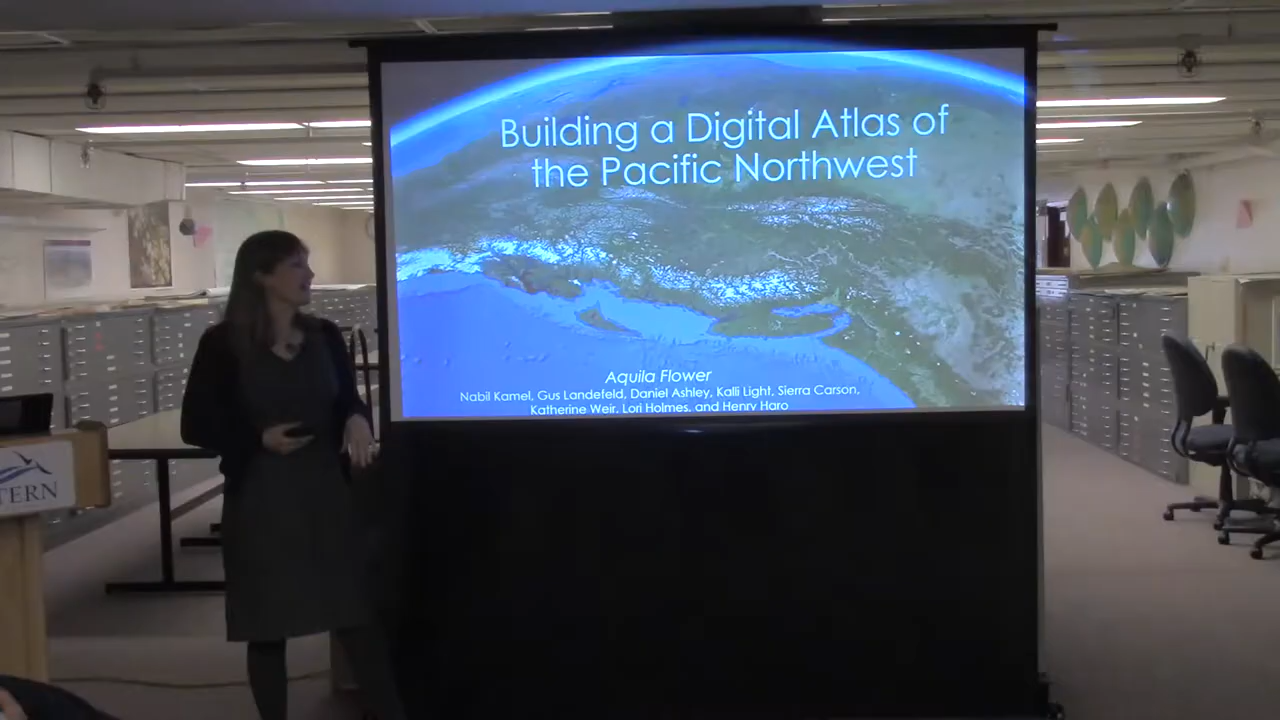 Building a Digital Atlas of
the Pacific Northwest
Aquila Flower
Nabil Kamel, Gus Landefeld, Daniel Ashley, Kalli Light, Sierra Carson,
Katherine Weir, Lori Holmes, and Henry Haro
TERN